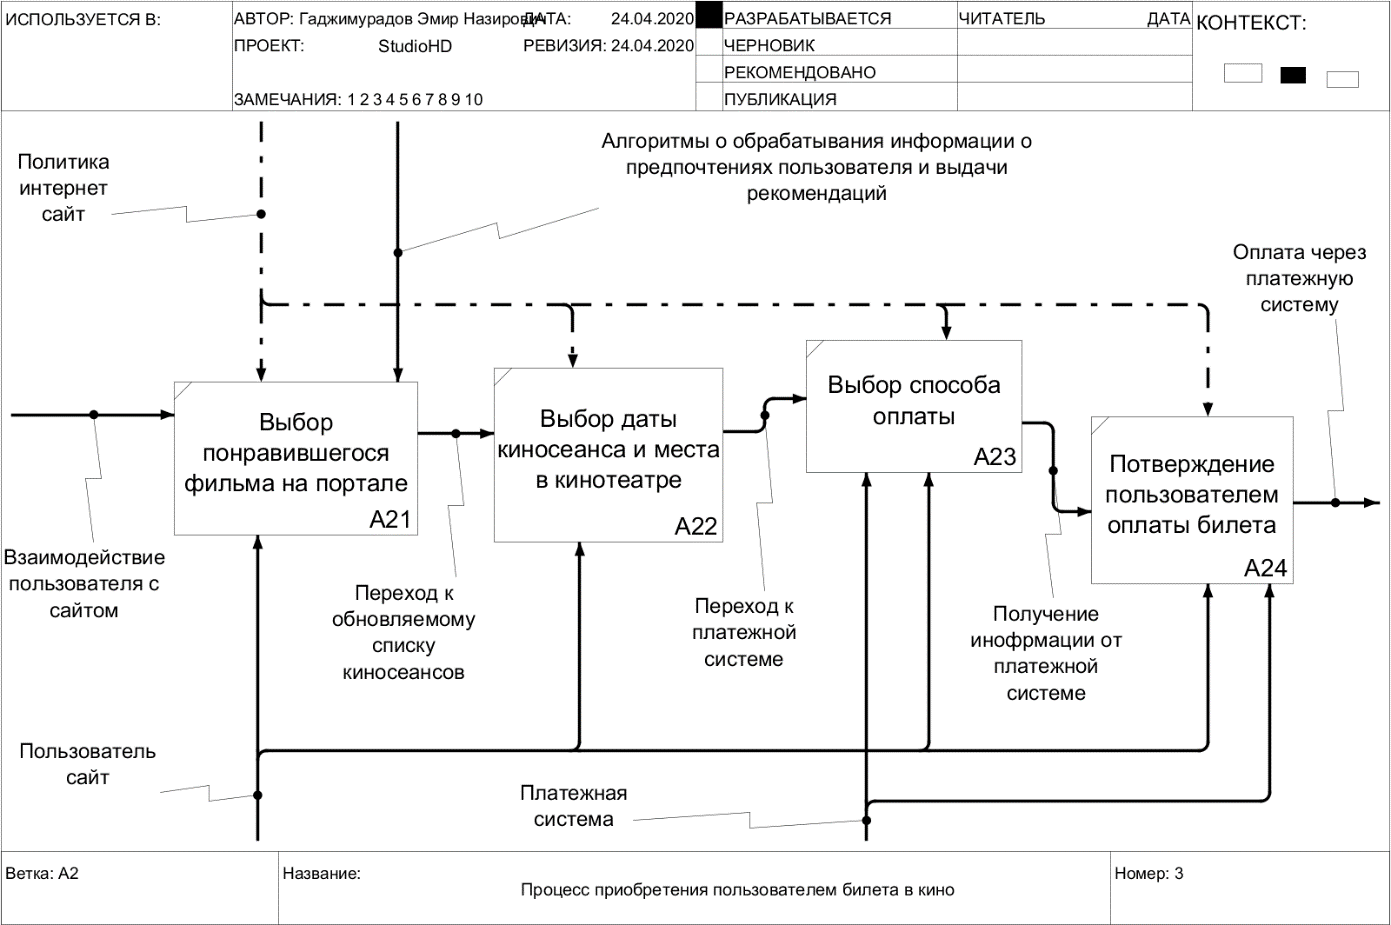 ИСПОЛЬЗУЕТСЯ В:
АВТОР: Гаджимурадов Эмир Назирович
ДАТА: 24.04.2020
ПРОЕКТ: StudioHD
РЕВИЗИЯ: 24.04.2020
ЗАМЕЧАНИЯ: 1 2 3 4 5 6 7 8 9 10
РАЗРАБАТЫВАЕТСЯ
ЧЕРНОВИК
РЕКОМЕНДОВАНО
ПУБЛИКАЦИЯ
ЧИТАТЕЛЬ ДАТА
КОНТЕКСТ:
Политика
интернет
сайт
Алгоритмы о обрабатывания информации о
предпочтениях пользователя и выдачи
рекомендаций
Оплата через
платежную
систему
Выбор
понравившегося
фильма на портале
A21
Выбор даты
киносеанса и места
в кинотеатре
A22
Выбор способа
оплаты
A23
Потверждение
пользователем
оплаты билета
A24
Взаимодействие
пользователя с
сайтом
Переход к
обновляемому
списку
киносеансов
Переход к
платежной
системе
Получение
инофрмации от
платежной
системе
Пользователь
сайт
Платежная
система
Ветка: A2
Название:
Процесс приобретения пользователем билета в кино
Номер: 3